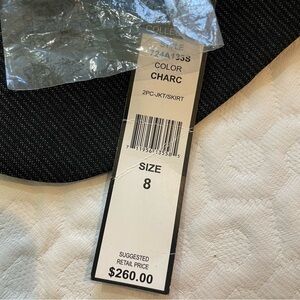 COLOR
CHARC
2PC-JKT/SKIRT
SIZE
8
SUGGESTED
RETAIL PRICE
$260.00